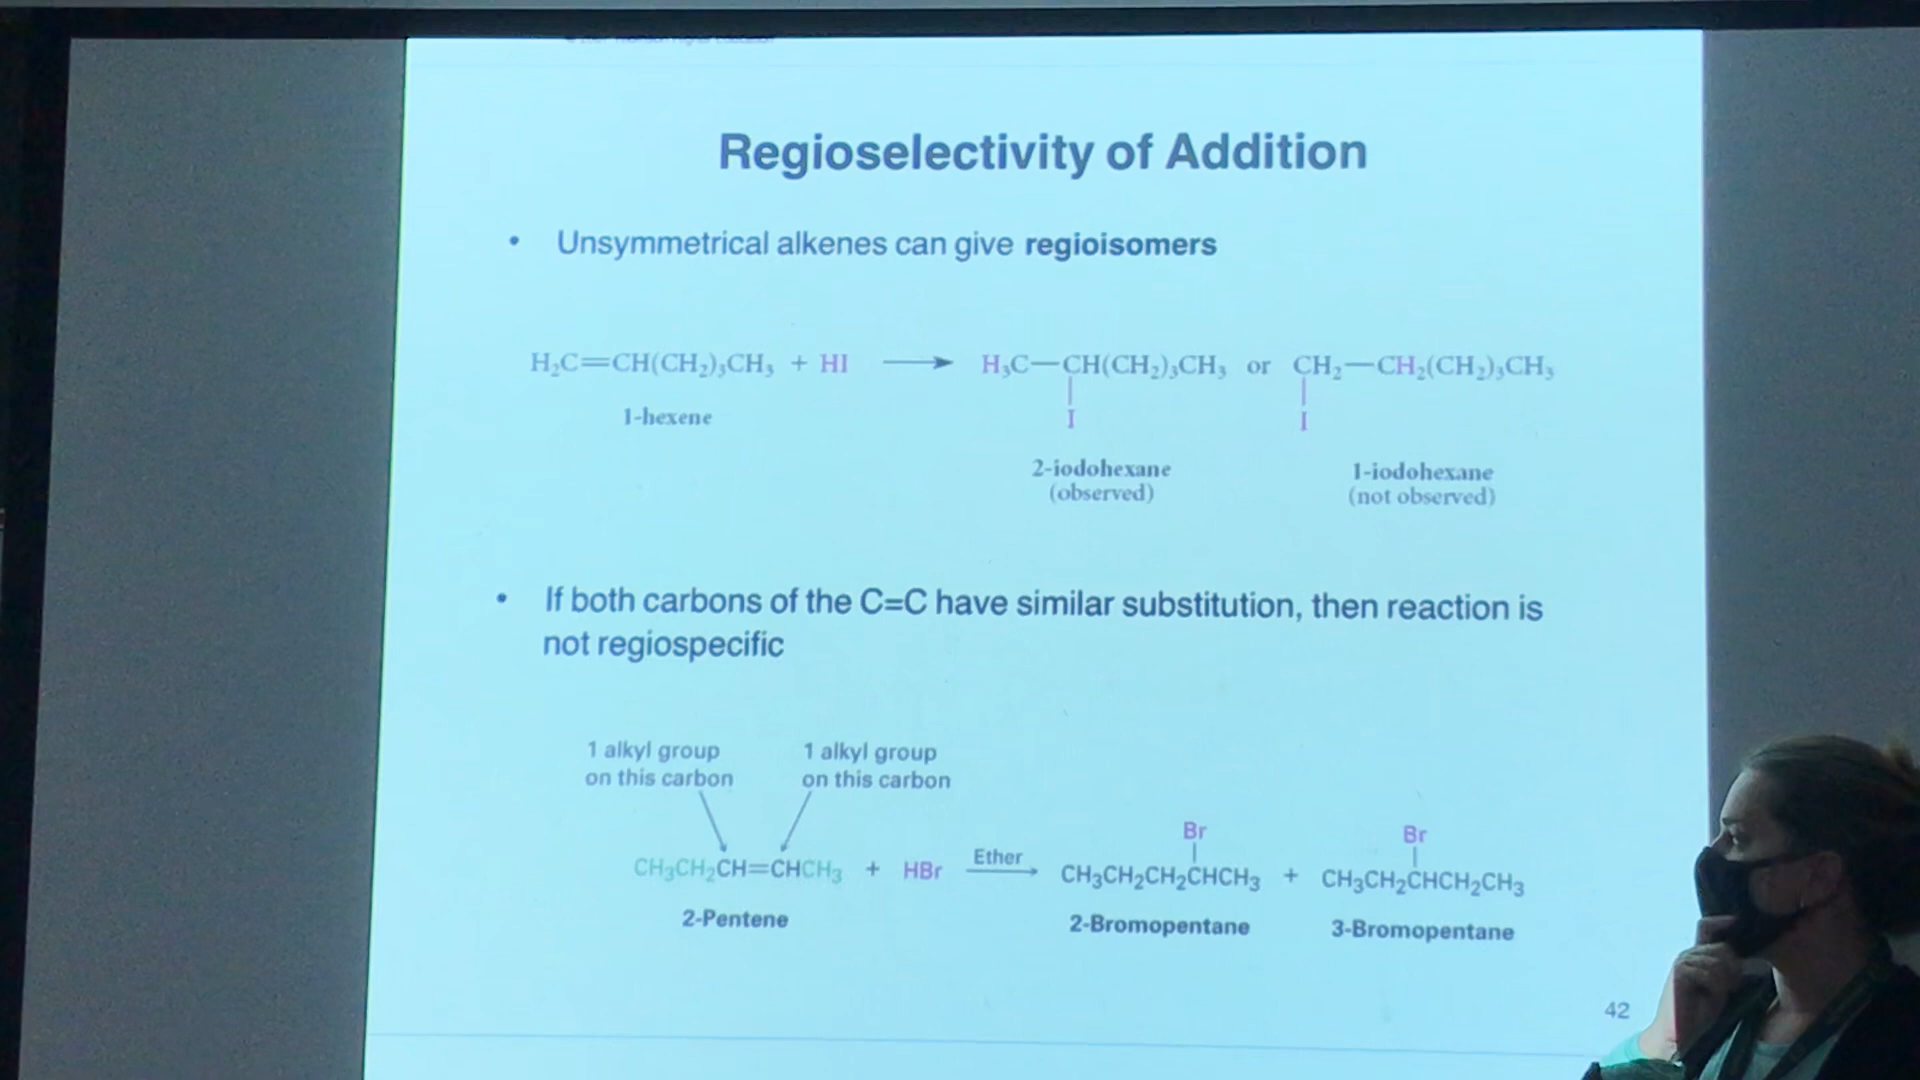 Regioselectivity of Addition
• Unsymmetrical alkenes can give regioisomers
H₂C=CH(CH₂)₃CH₃ + HI ⟶ H₃C—CH(CH₂)₃CH₃ or CH₂—CH₂(CH₂)₃CH₃
I I
1-hexene
2-iodohexane 1-iodohexane
(observed) (not observed)
• If both carbons of the C=C have similar substitution, then reaction is
not regiospecific
1 alkyl group 1 alkyl group
on this carbon on this carbon
Br Br
CH₃CH₂CH=CHCH₃ + HBr Ether ⟶ CH₃CH₂CH₂CHCH₃ + CH₃CH₂CHCH₂CH₃
2-Pentene 2-Bromopentane 3-Bromopentane
42